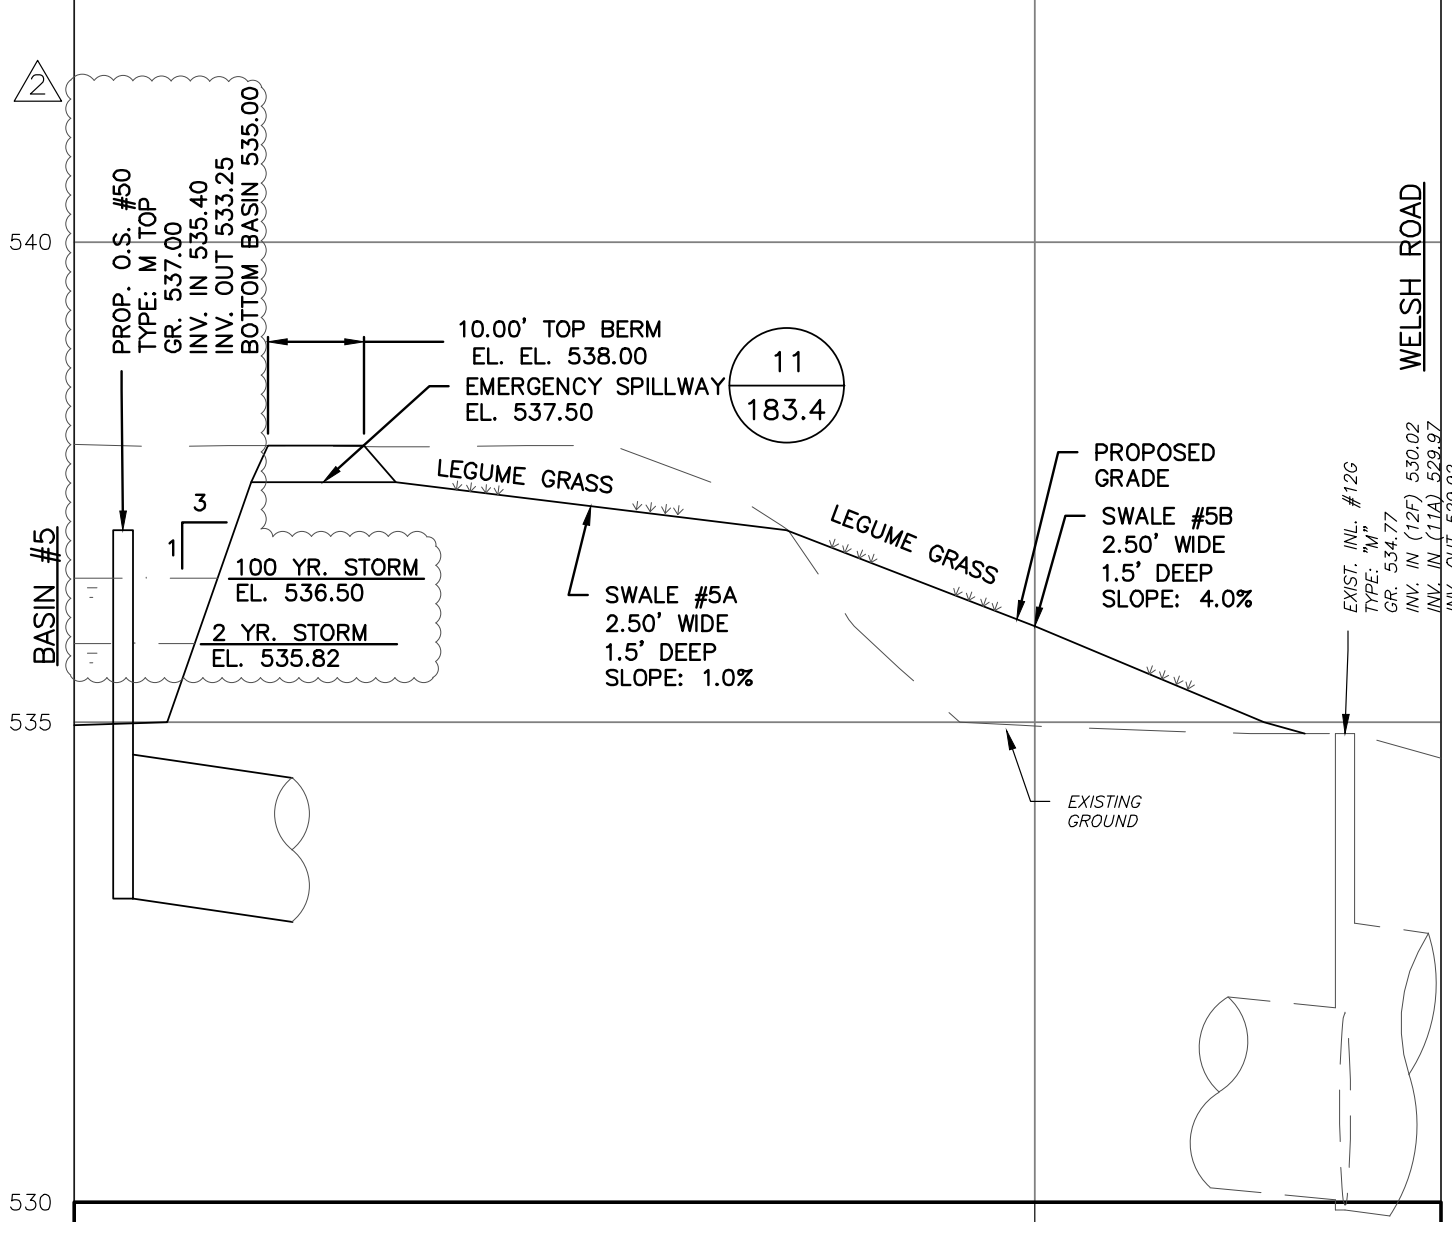 2
PROP. O.S. #50
TYPE: M TOP
GR. 537.00
INV. IN 535.40
INV. OUT 533.25
BOTTOM BASIN 535.00
540
WELSH ROAD
10.00' TOP BERM
EL. EL. 538.00
EMERGENCY SPILLWAY
EL. 537.50
11
183.4
LEGUME GRASS
LEGUME GRASS
PROPOSED
GRADE
SWALE #5B
2.50' WIDE
1.5' DEEP
SLOPE: 4.0%
EXIST. INL. #12G
TYPE: "M"
GR. 534.77
INV. IN (12F) 530.02
INV. IN (11A) 529.97
3
1
BASIN #5
100 YR. STORM
EL. 536.50
2 YR. STORM
EL. 535.82
SWALE #5A
2.50' WIDE
1.5' DEEP
SLOPE: 1.0%
535
EXISTING
GROUND
530